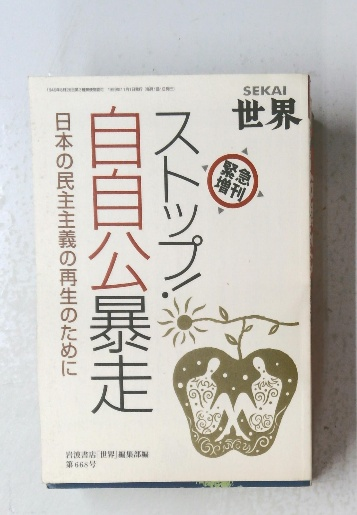 SEKAI
世界
緊急
増刊
ストップ!
自自公暴走
日本の民主主義の再生のために
岩波書店「世界」編集部編
第668号